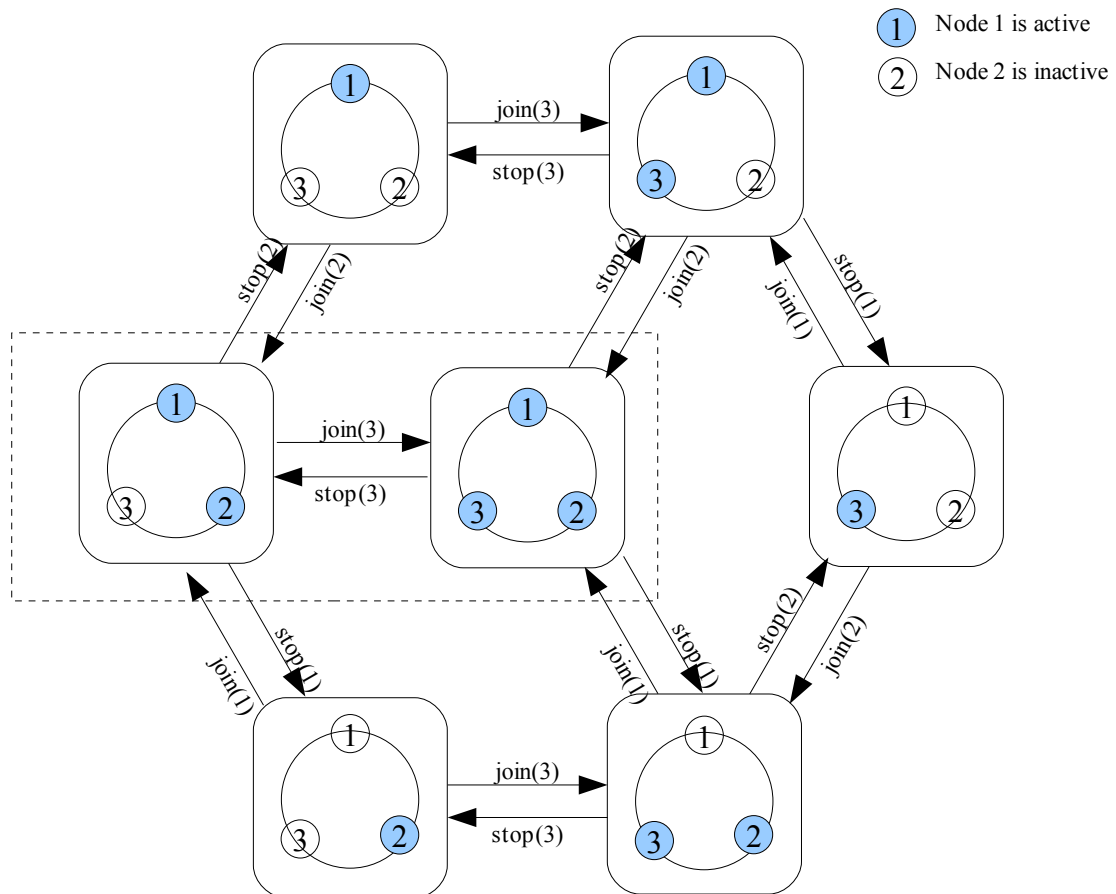 1 Node 1 is active
2 Node 2 is inactive
1
3 2
join(3)
stop(3)
1
3 2
stop(2)
join(2)
stop(2)
join(2)
stop(1)
join(1)
1
3 2
join(3)
stop(3)
1
3 2
1
3 2
stop(1)
join(1)
stop(1)
join(1)
stop(2)
join(2)
1
3 2
join(3)
stop(3)
1
3 2